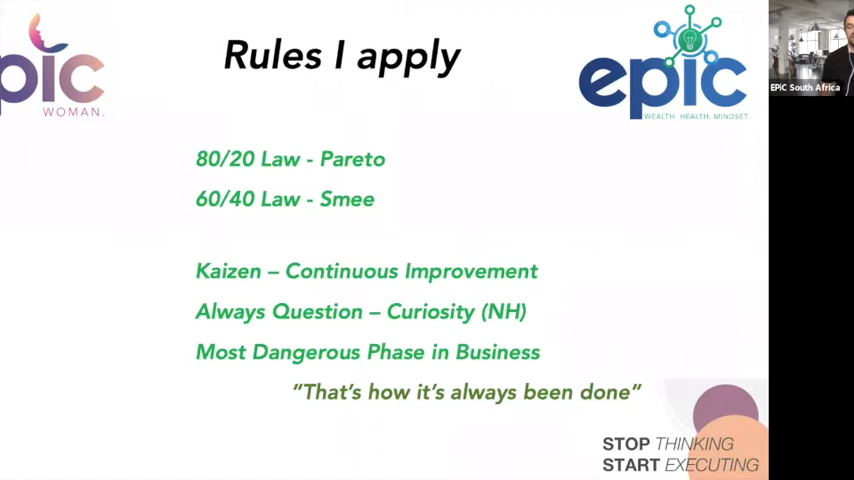 Rules I apply
pic
WOMAN.
epic
WEALTH. HEALTH. MINDSET.
EPiC South Africa
80/20 Law - Pareto
60/40 Law - Smee
Kaizen – Continuous Improvement
Always Question – Curiosity (NH)
Most Dangerous Phase in Business
"That's how it's always been done"
STOP THINKING
START EXECUTING